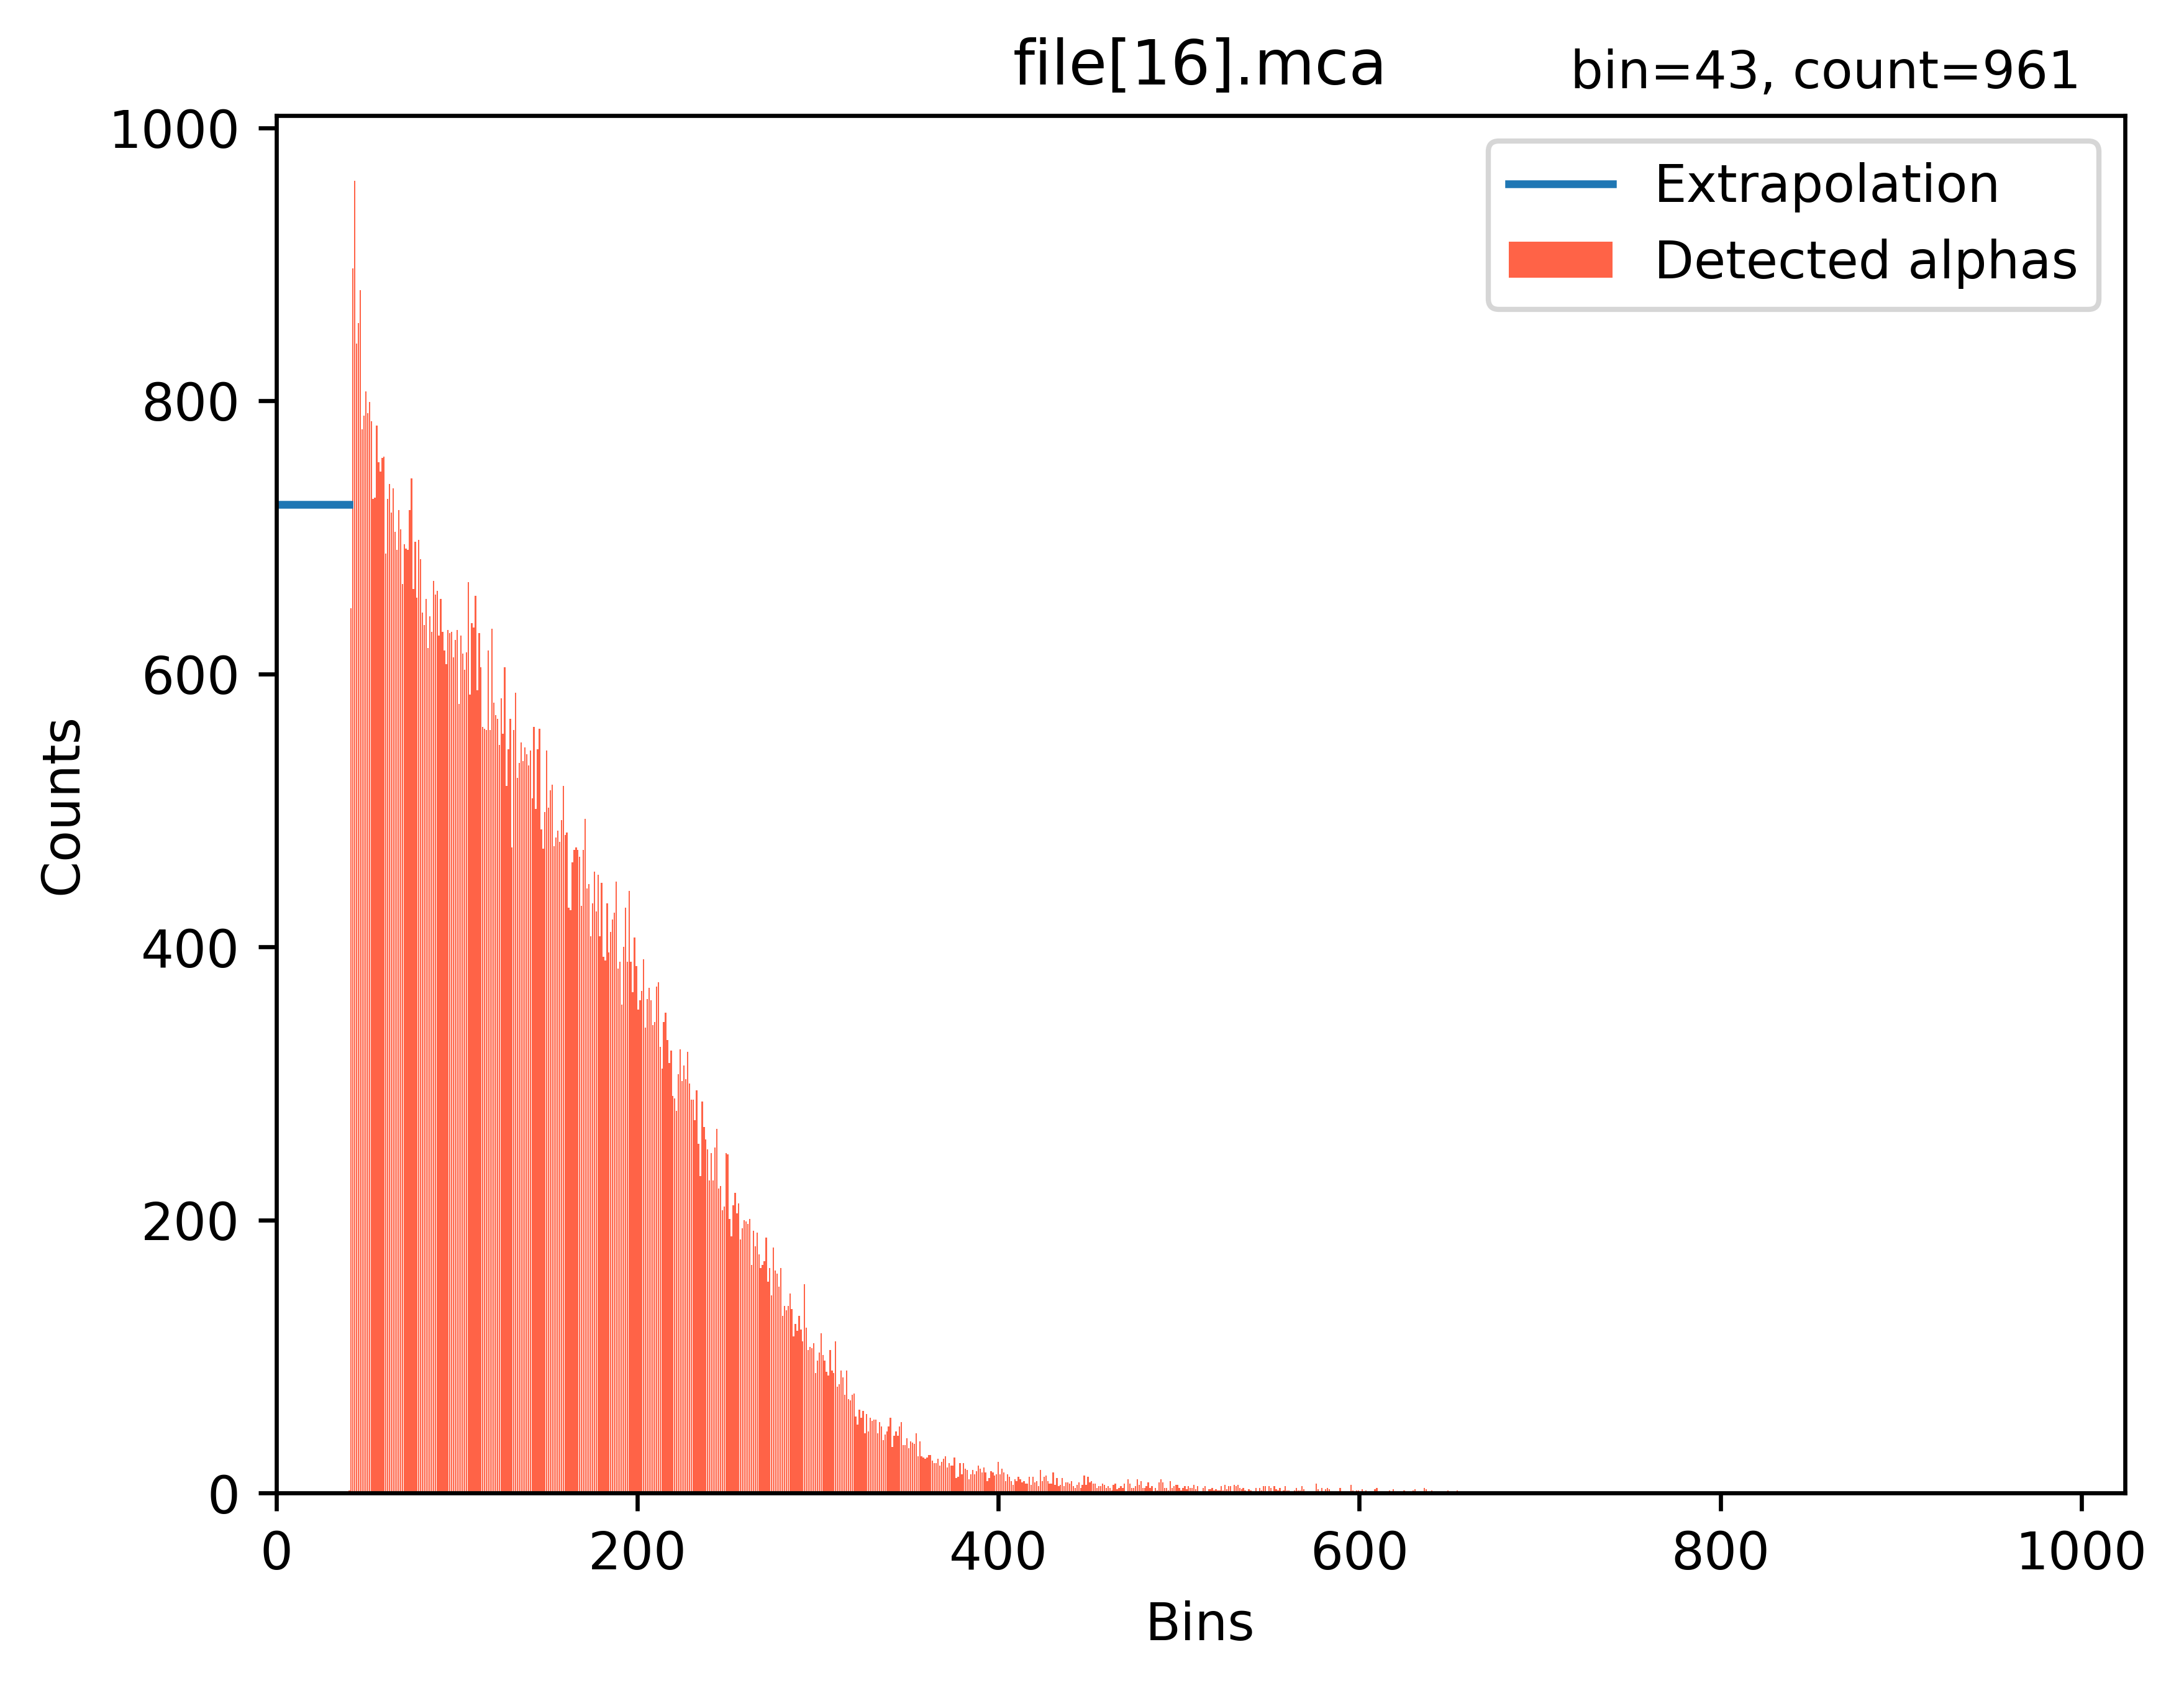 file[16].mca
bin=43, count=961
Extrapolation
Detected alphas
Counts
1000
800
600
400
200
0
0 200 400 600 800 1000
Bins